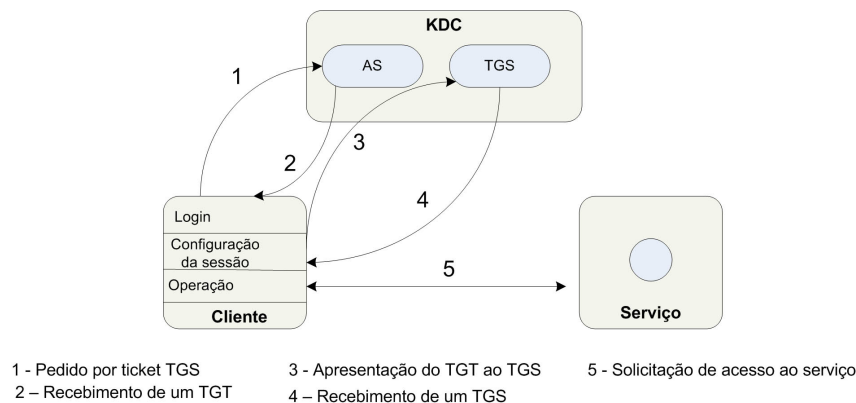 KDC
AS
TGS
1
2
3
4
5
Login
Configuração
da sessão
Operação
Cliente
Serviço
1 - Pedido por ticket TGS
2 – Recebimento de um TGT
3 - Apresentação do TGT ao TGS
4 – Recebimento de um TGS
5 - Solicitação de acesso ao serviço